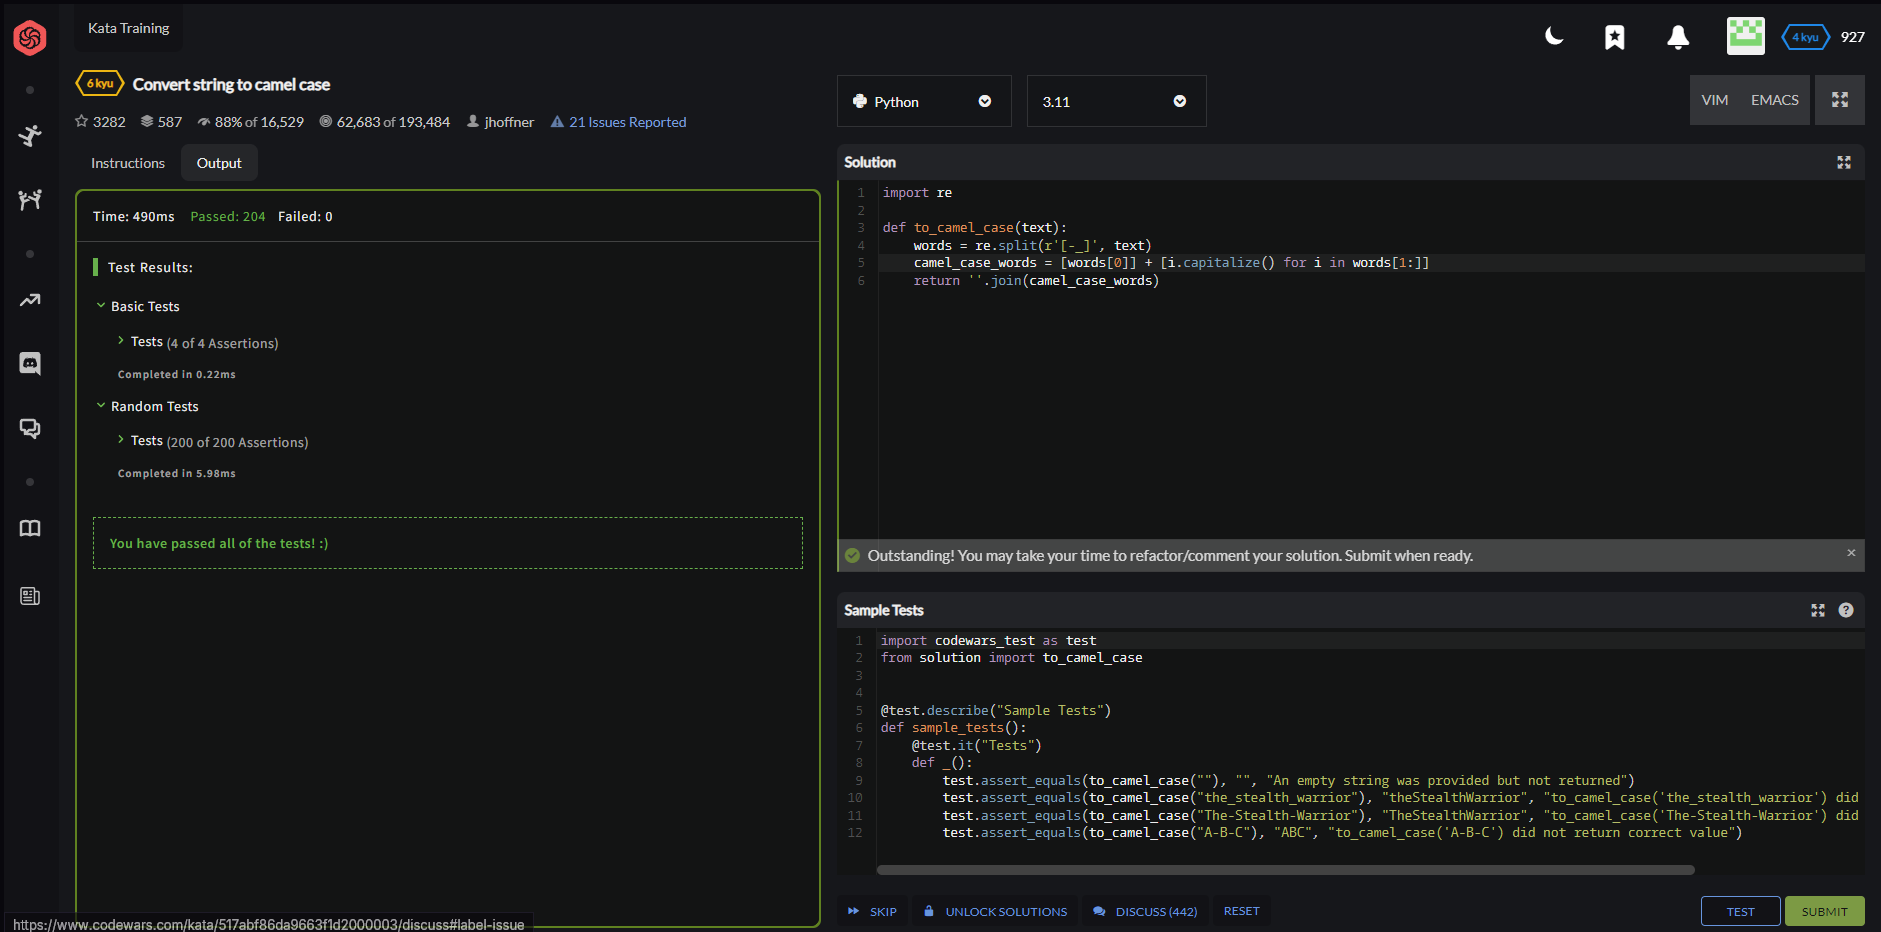 Kata Training
4 kyu 927
6 kyu Convert string to camel case
3282 587 88% of 16,529 62,683 of 193,484 jhoffner 21 Issues Reported
Python
3.11
VIM EMACS
Instructions Output
Time: 490ms Passed: 204 Failed: 0
Test Results:
Basic Tests
Tests (4 of 4 Assertions)
Completed in 0.22ms
Random Tests
Tests (200 of 200 Assertions)
Completed in 5.98ms
You have passed all of the tests! :)
https://www.codewars.com/kata/517abf86da9663f1d2000003/discuss#label-issue
Solution
1 import re
2
3 def to_camel_case(text):
4 words = re.split(r'[-_]', text)
5 camel_case_words = [words[0]] + [i.capitalize() for i in words[1:]]
6 return ''.join(camel_case_words)
Outstanding! You may take your time to refactor/comment your solution. Submit when ready. ×
Sample Tests
1 import codewars_test as test
2 from solution import to_camel_case
3
4
5 @test.describe("Sample Tests")
6 def sample_tests():
7 @test.it("Tests")
8 def _():
9 test.assert_equals(to_camel_case(""), "", "An empty string was provided but not returned")
10 test.assert_equals(to_camel_case("the_stealth_warrior"), "theStealthWarrior", "to_camel_case('the_stealth_warrior') did
11 test.assert_equals(to_camel_case("The-Stealth-Warrior"), "TheStealthWarrior", "to_camel_case('The-Stealth-Warrior') did
12 test.assert_equals(to_camel_case("A-B-C"), "ABC", "to_camel_case('A-B-C') did not return correct value")
SKIP UNLOCK SOLUTIONS DISCUSS (442) RESET TEST SUBMIT